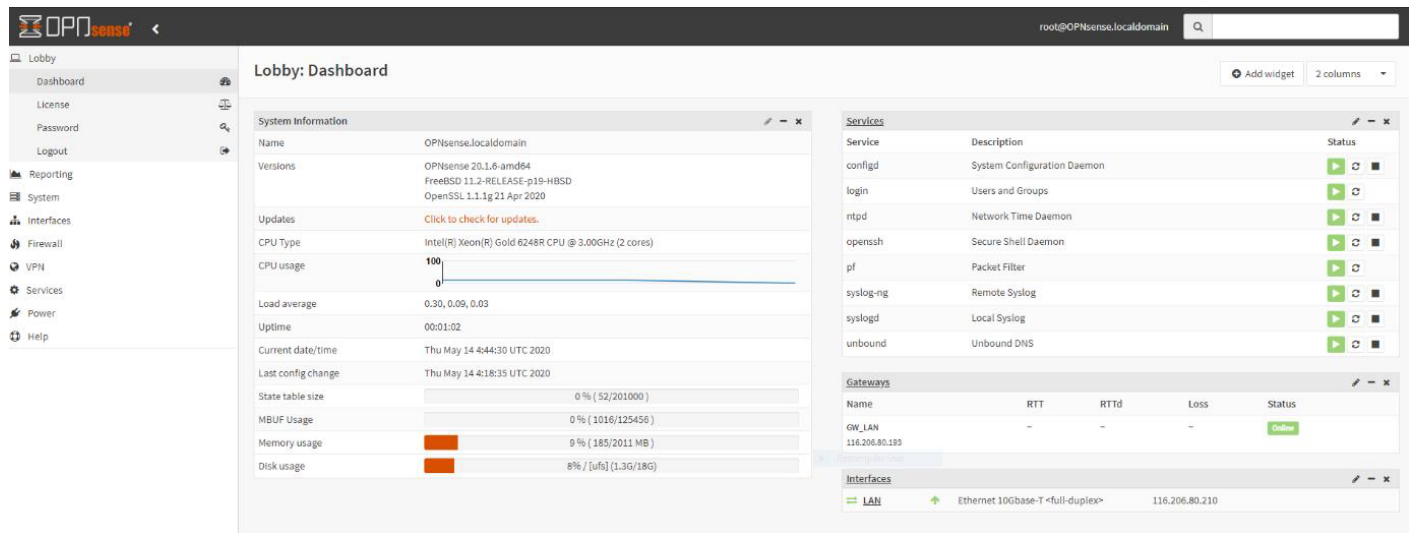 OPNsense
root@OPNsense.localdomain
Lobby
Dashboard
License
Password
Logout
Reporting
System
Interfaces
Firewall
VPN
Services
Power
Help
Lobby: Dashboard
Add widget
2 columns
System Information
Name OPNsense.localdomain
Versions OPNsense 20.1.6-amd64
FreeBSD 11.2-RELEASE-p19-HBSD
OpenSSL 1.1.1g 21 Apr 2020
Updates Click to check for updates.
CPU Type Intel(R) Xeon(R) Gold 6248R CPU @ 3.00GHz (2 cores)
CPU usage 100
0
Load average 0.30, 0.09, 0.03
Uptime 00:01:02
Current date/time Thu May 14 4:44:30 UTC 2020
Last config change Thu May 14 4:18:35 UTC 2020
State table size 0 % ( 52/201000 )
MBUF Usage 0 % ( 1016/125456 )
Memory usage 9 % ( 185/2011 MB )
Disk usage 8% / [ufs] (1.3G/18G)
Services
Service Description Status
configd System Configuration Daemon
login Users and Groups
ntpd Network Time Daemon
openssh Secure Shell Daemon
pf Packet Filter
syslog-ng Remote Syslog
syslogd Local Syslog
unbound Unbound DNS
Gateways
Name RTT RTTd Loss Status
GW_LAN ~ ~ ~ Online
116.206.80.193
Interfaces
LAN Ethernet 10Gbase-T <full-duplex> 116.206.80.210